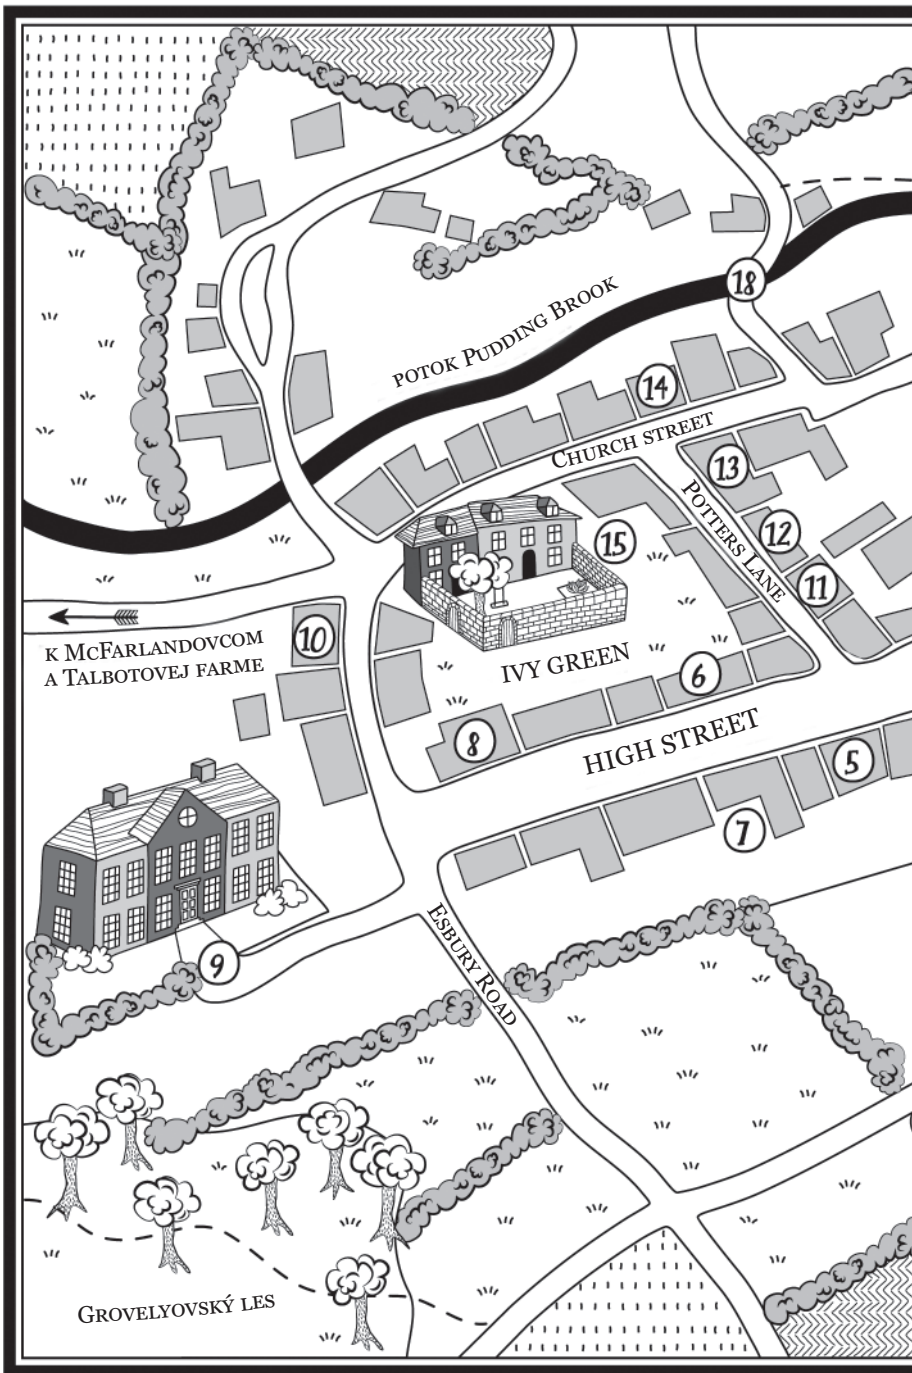 18
POTOK PUDDING BROOK
14
CHURCH STREET
13
POTTERS LANE
12
15
11
K MCFARLANDOVCOM
A TALBOTOVEJ FARME
10
IVY GREEN
6
8
HIGH STREET
5
7
9
ESBURY ROAD
GROVELYOVSKÝ LES